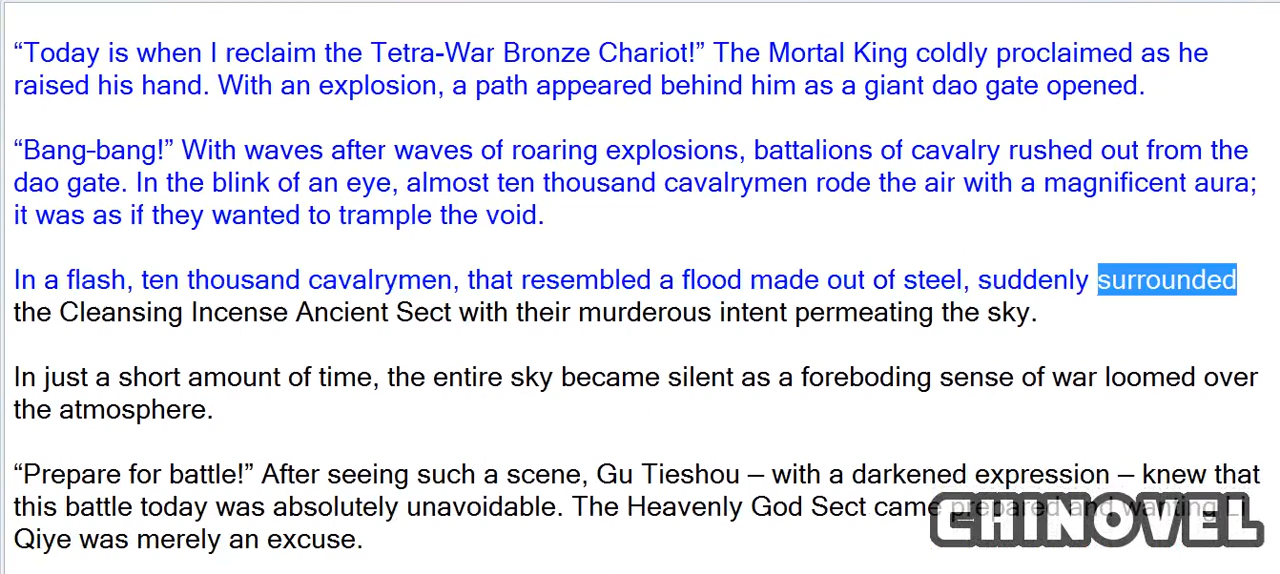 “Today is when I reclaim the Tetra-War Bronze Chariot!” The Mortal King coldly proclaimed as he
raised his hand. With an explosion, a path appeared behind him as a giant dao gate opened.
“Bang–bang!” With waves after waves of roaring explosions, battalions of cavalry rushed out from the
dao gate. In the blink of an eye, almost ten thousand cavalrymen rode the air with a magnificent aura;
it was as if they wanted to trample the void.
In a flash, ten thousand cavalrymen, that resembled a flood made out of steel, suddenly surrounded
the Cleansing Incense Ancient Sect with their murderous intent permeating the sky.
In just a short amount of time, the entire sky became silent as a foreboding sense of war loomed over
the atmosphere.
“Prepare for battle!” After seeing such a scene, Gu Tieshou – with a darkened expression – knew that
this battle today was absolutely unavoidable. The Heavenly God Sect came prepared and wanting Li
Qiye was merely an excuse.
CHINOVEL